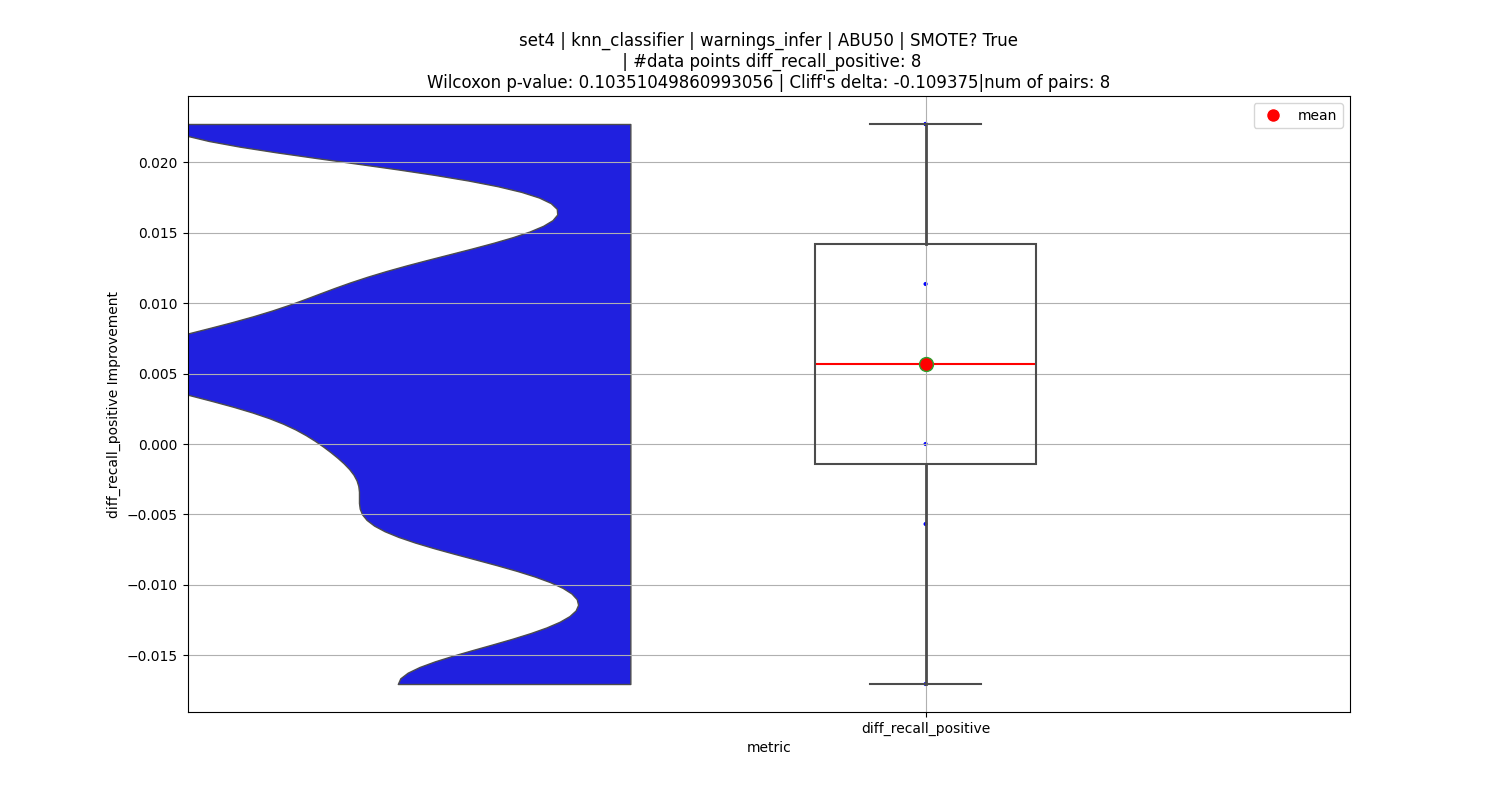 set4 | knn_classifier | warnings_infer | ABU50 | SMOTE? True
| #data points diff_recall_positive: 8
Wilcoxon p-value: 0.10351049860993056 | Cliff's delta: -0.109375|num of pairs: 8
mean
0.020
0.015
0.010
0.005
0.000
−0.005
−0.010
−0.015
diff_recall_positive Improvement
diff_recall_positive
metric